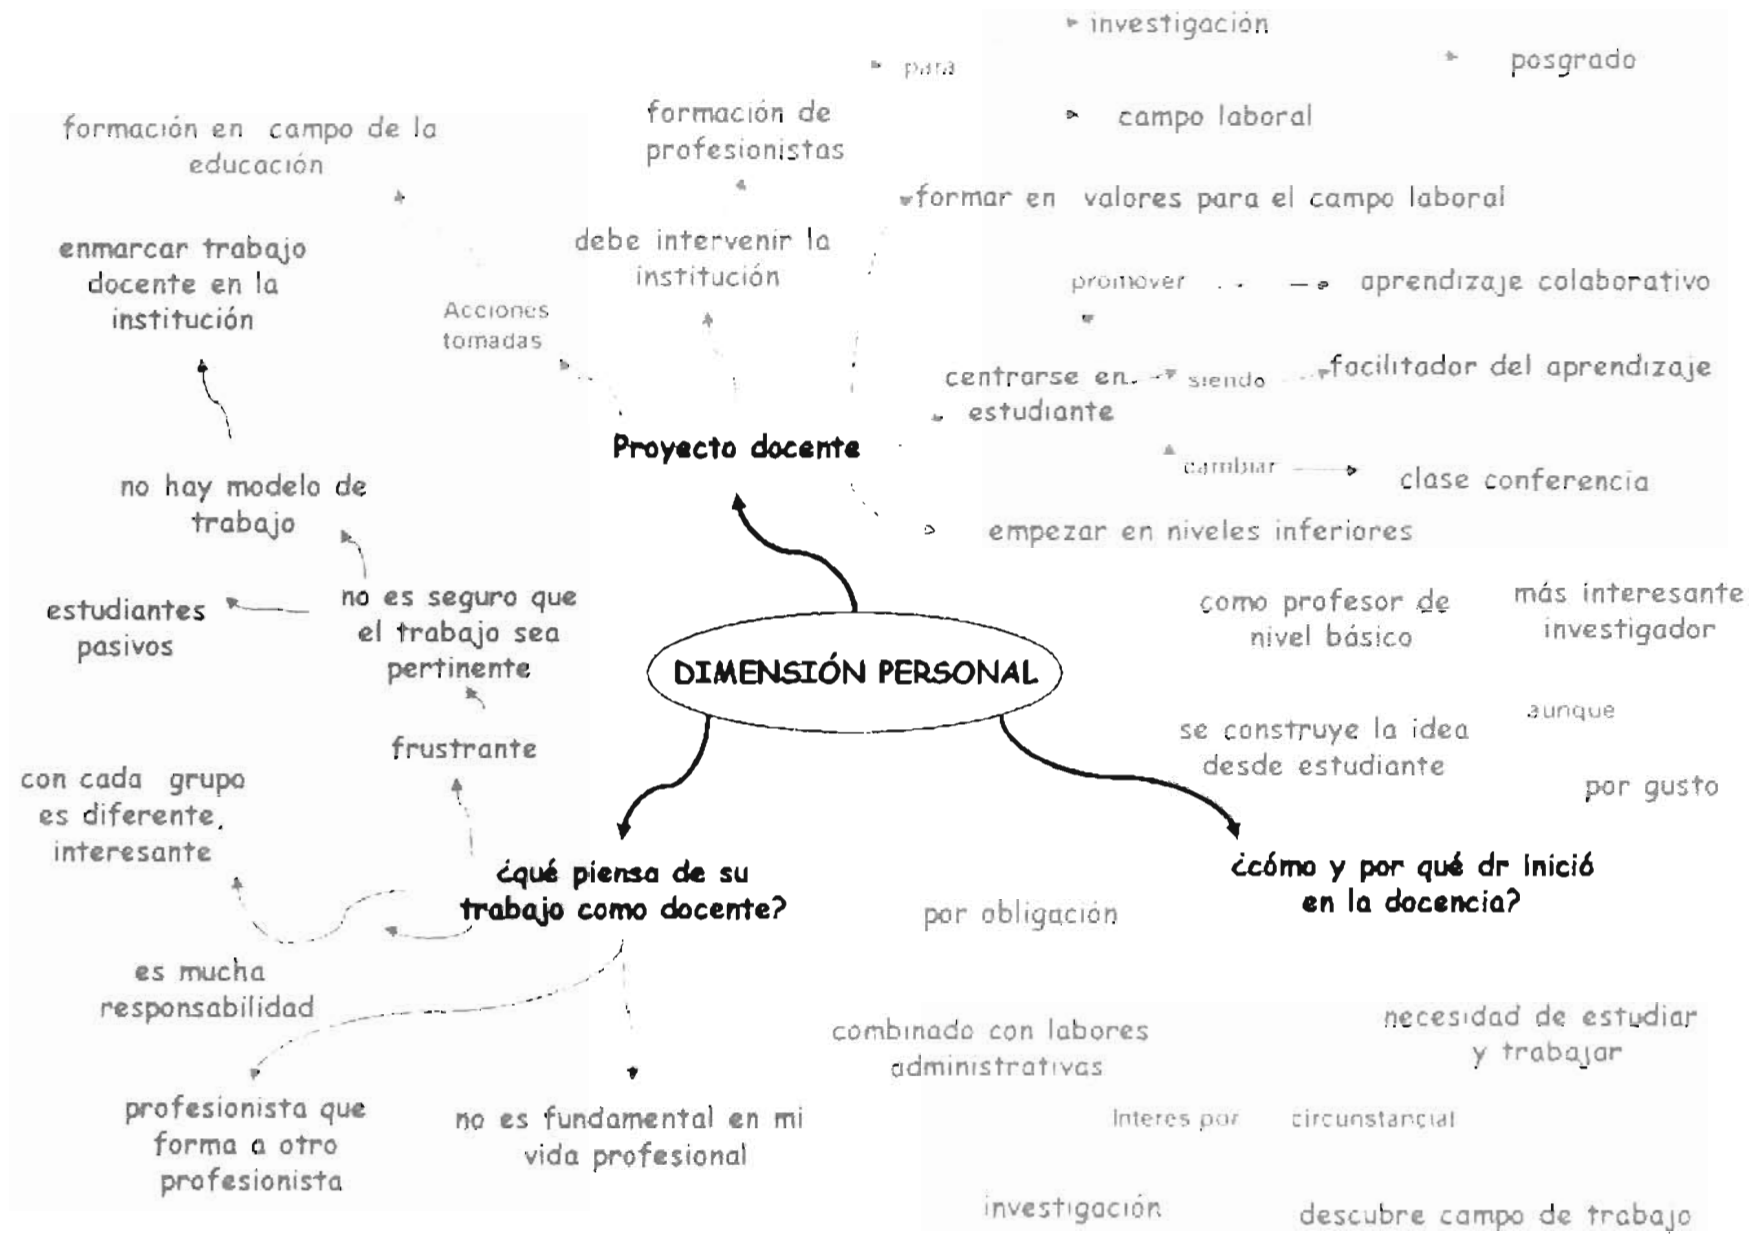 investigación
para
posgrado
formación de
profesionistas
campo laboral
formación en campo de la
educación
formar en valores para el campo laboral
debe intervenir la
institución
enmarcar trabajo
docente en la
institución
promover
aprendizaje colaborativo
Acciones
tomadas
centrarse en
estudiante
siendo
facilitador del aprendizaje
Proyecto docente
cambiar
clase conferencia
no hay modelo de
trabajo
empezar en niveles inferiores
estudiantes
pasivos
no es seguro que
el trabajo sea
pertinente
como profesor de
nivel básico
más interesante
investigador
DIMENSIÓN PERSONAL
aunque
se construye la idea
desde estudiante
frustrante
por gusto
con cada grupo
es diferente,
interesante
¿qué piensa de su
trabajo como docente?
¿cómo y por qué dr inició
en la docencia?
por obligación
es mucha
responsabilidad
combinado con labores
administrativas
necesidad de estudiar
y trabajar
profesionista que
forma a otro
profesionista
no es fundamental en mi
vida profesional
Interes por
circunstancial
investigación
descubre campo de trabajo